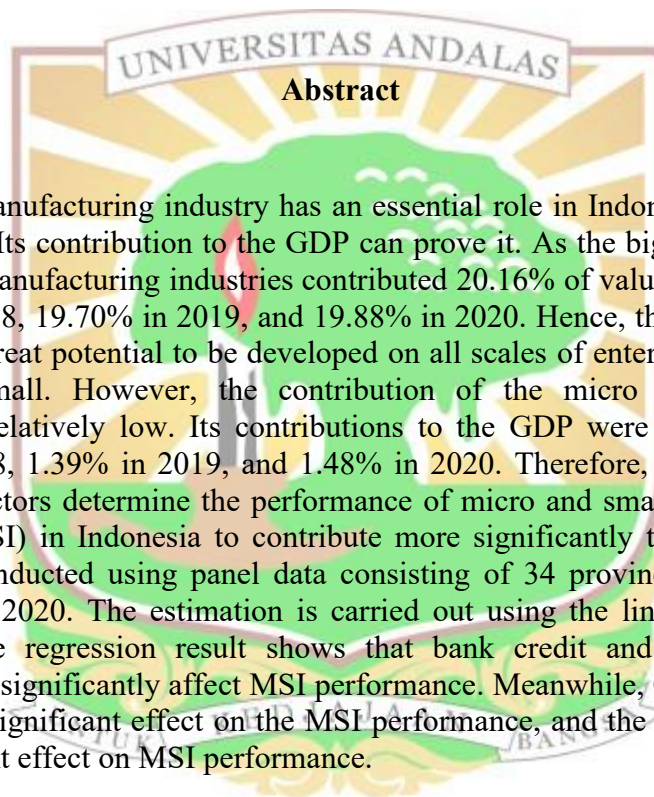 UNIVERSITAS ANDALAS
Abstract
anufacturing industry has an essential role in Indon
Its contribution to the GDP can prove it. As the big
anufacturing industries contributed 20.16% of valu
8, 19.70% in 2019, and 19.88% in 2020. Hence, th
reat potential to be developed on all scales of enter
mall. However, the contribution of the micro
elatively low. Its contributions to the GDP were
8, 1.39% in 2019, and 1.48% in 2020. Therefore,
ctors determine the performance of micro and sma
SI) in Indonesia to contribute more significantly t
nducted using panel data consisting of 34 provinc
2020. The estimation is carried out using the lin
e regression result shows that bank credit and
significantly affect MSI performance. Meanwhile,
ignificant effect on the MSI performance, and the
t effect on MSI performance.
UNTUK KEDJAJAAN BANGSA